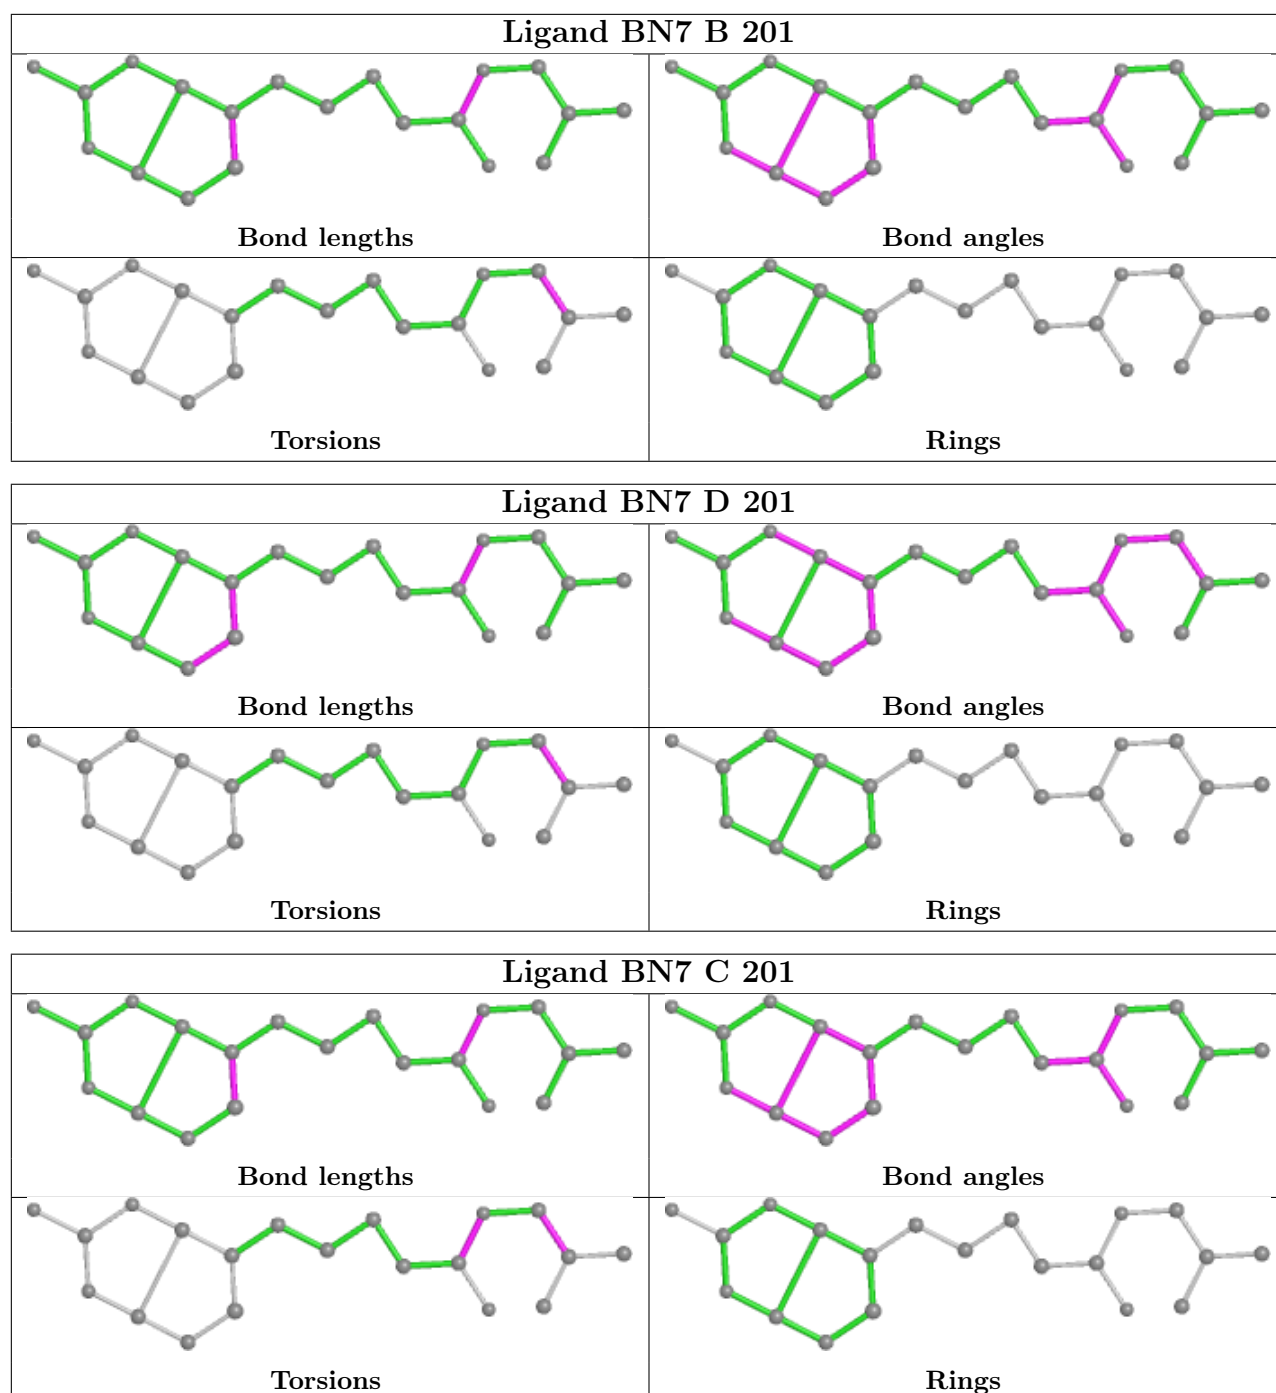 Ligand BN7 B 201
Bond lengths
Bond angles
Torsions
Rings
Ligand BN7 D 201
Bond lengths
Bond angles
Torsions
Rings
Ligand BN7 C 201
Bond lengths
Bond angles
Torsions
Rings